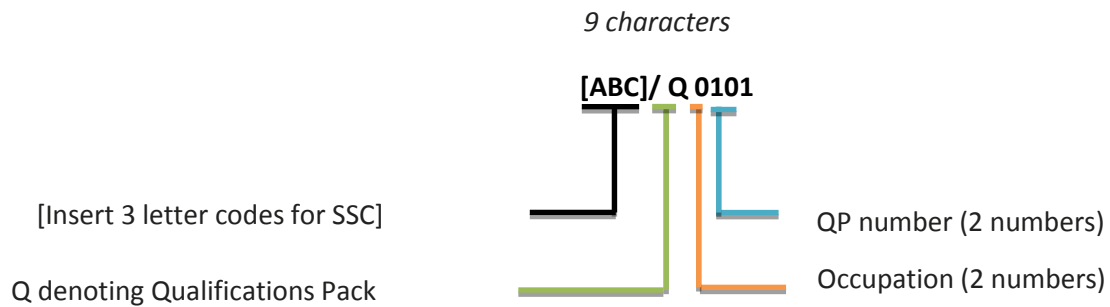 9 characters
[ABC]/ Q 0101
[Insert 3 letter codes for SSC]
QP number (2 numbers)
Q denoting Qualifications Pack
Occupation (2 numbers)